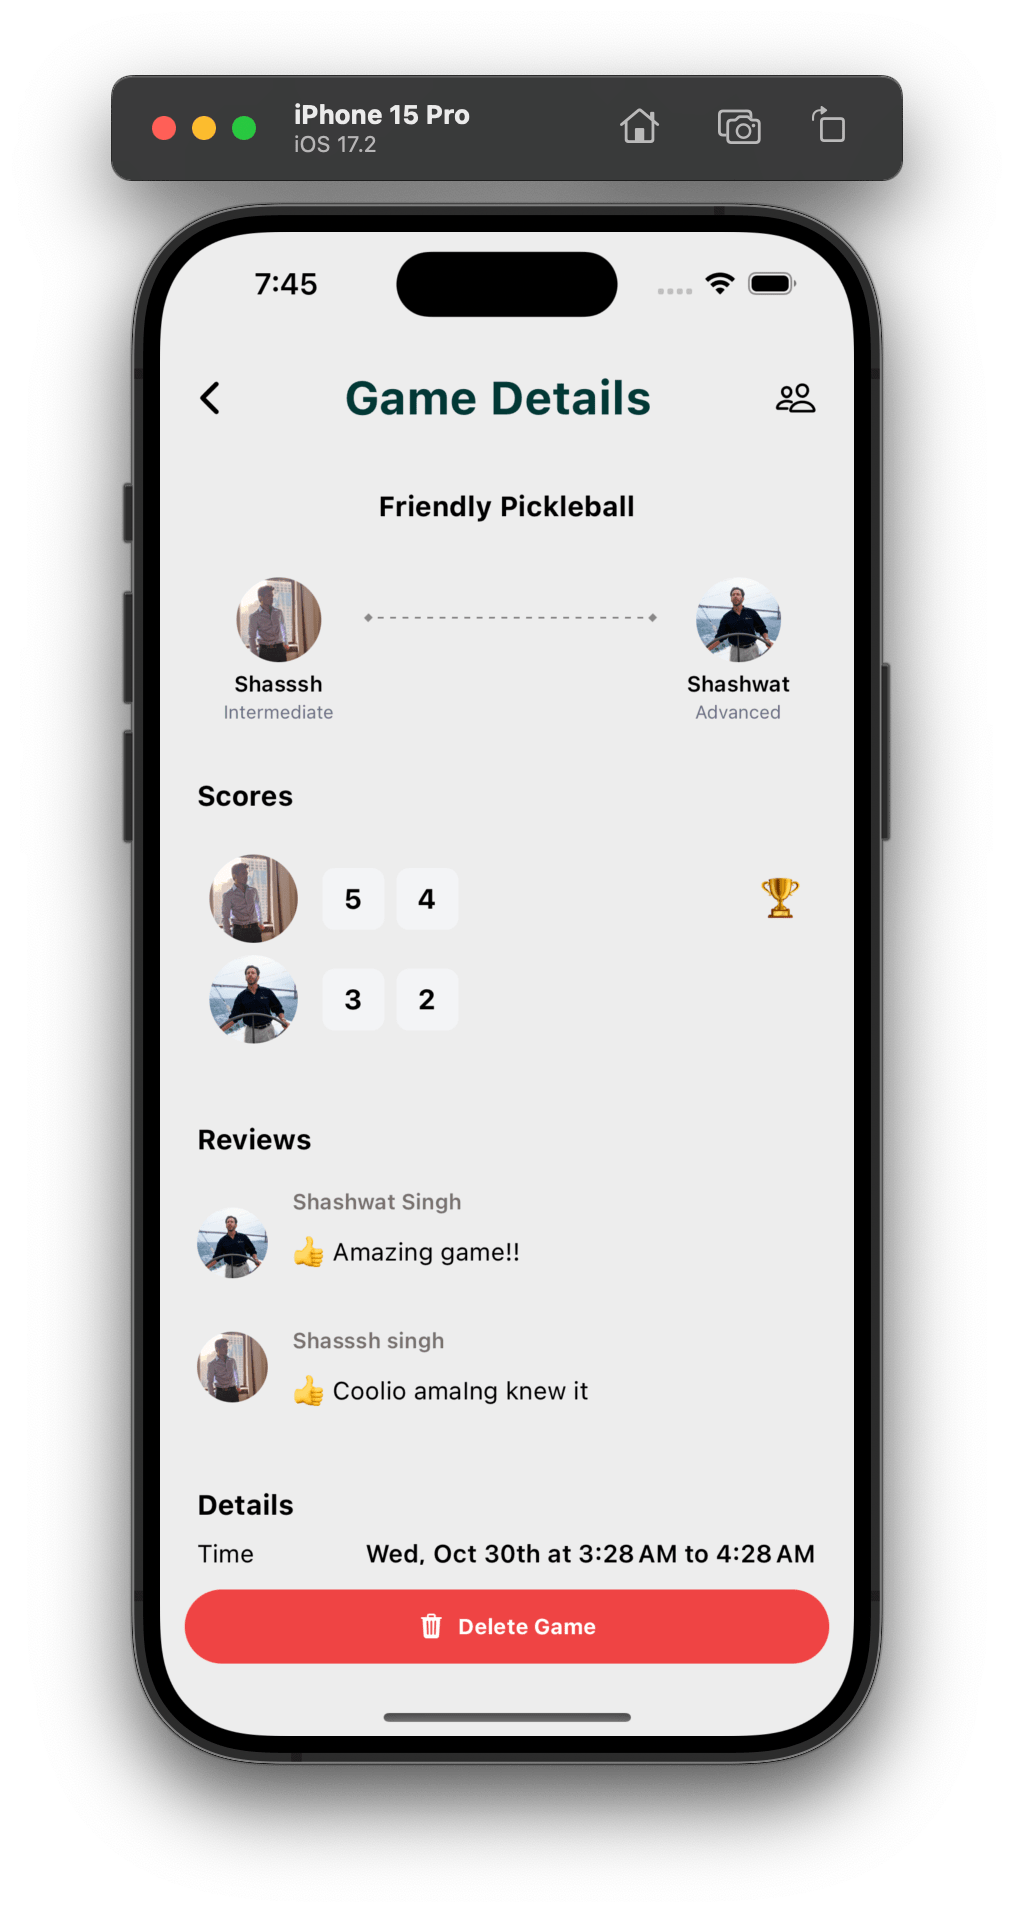 iPhone 15 Pro
iOS 17.2
7:45
Game Details
Friendly Pickleball
Shasssh
Intermediate
Shashwat
Advanced
Scores
5 4
3 2
Reviews
Shashwat Singh
👍 Amazing game!!
Shasssh singh
👍 Coolio amaIng knew it
Details
Time Wed, Oct 30th at 3:28 AM to 4:28 AM
Delete Game